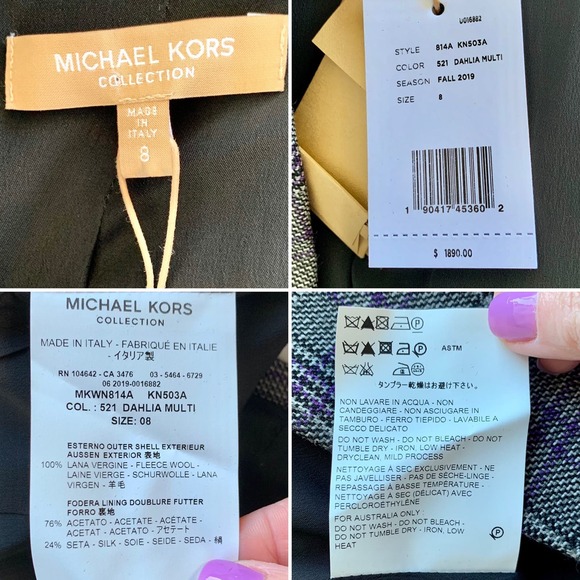 MICHAEL KORS
COLLECTION
MADE
IN
ITALY
8
U016882
STYLE 814A KN503A
COLOR 521 DAHLIA MULTI
SEASON FALL 2019
SIZE 8
1 90417 45360 2
$ 1890.00
MICHAEL KORS
COLLECTION
MADE IN ITALY - FABRIQUÉ EN ITALIE
- イタリア製
RN 104642 - CA 3476 03 - 5464 - 6729
06 2019-0016882
MKWN814A KN503A
COL. : 521 DAHLIA MULTI
SIZE: 08
ESTERNO OUTER SHELL EXTERIEUR
AUSSEN EXTERIOR 表地
100% LANA VERGINE - FLEECE WOOL -
LAINE VIERGE - SCHURWOLLE - LANA
VIRGEN - 羊毛
FODERA LINING DOUBLURE FUTTER
FORRO 裏地
76% ACETATO - ACETATE - ACÉTATE -
ACETAT - ACETATO - アセテート
24% SETA - SILK - SOIE - SEIDE - SEDA - 絹
P
P ASTM
タンブラー乾燥はお避け下さい
NON LAVARE IN ACQUA - NON
CANDEGGIARE - NON ASCIUGARE IN
TAMBURO - FERRO TIEPIDO - LAVABILE A
SECCO DELICATO
DO NOT WASH - DO NOT BLEACH - DO NOT
TUMBLE DRY - IRON, LOW HEAT -
DRYCLEAN, MILD PROCESS
NETTOYAGE À SEC EXCLUSIVEMENT - NE
PAS JAVELLISER - PAS DE SÈCHE-LINGE -
REPASSAGE À BASSE TEMPÉRATURE -
NETTOYAGE À SEC (DÉLICAT) AVEC
PERCLOROÉTHYLÈNE
FOR AUSTRALIA ONLY :
DO NOT WASH - DO NOT BLEACH -
DO NOT TUMBLE DRY - IRON, LOW
HEAT
P